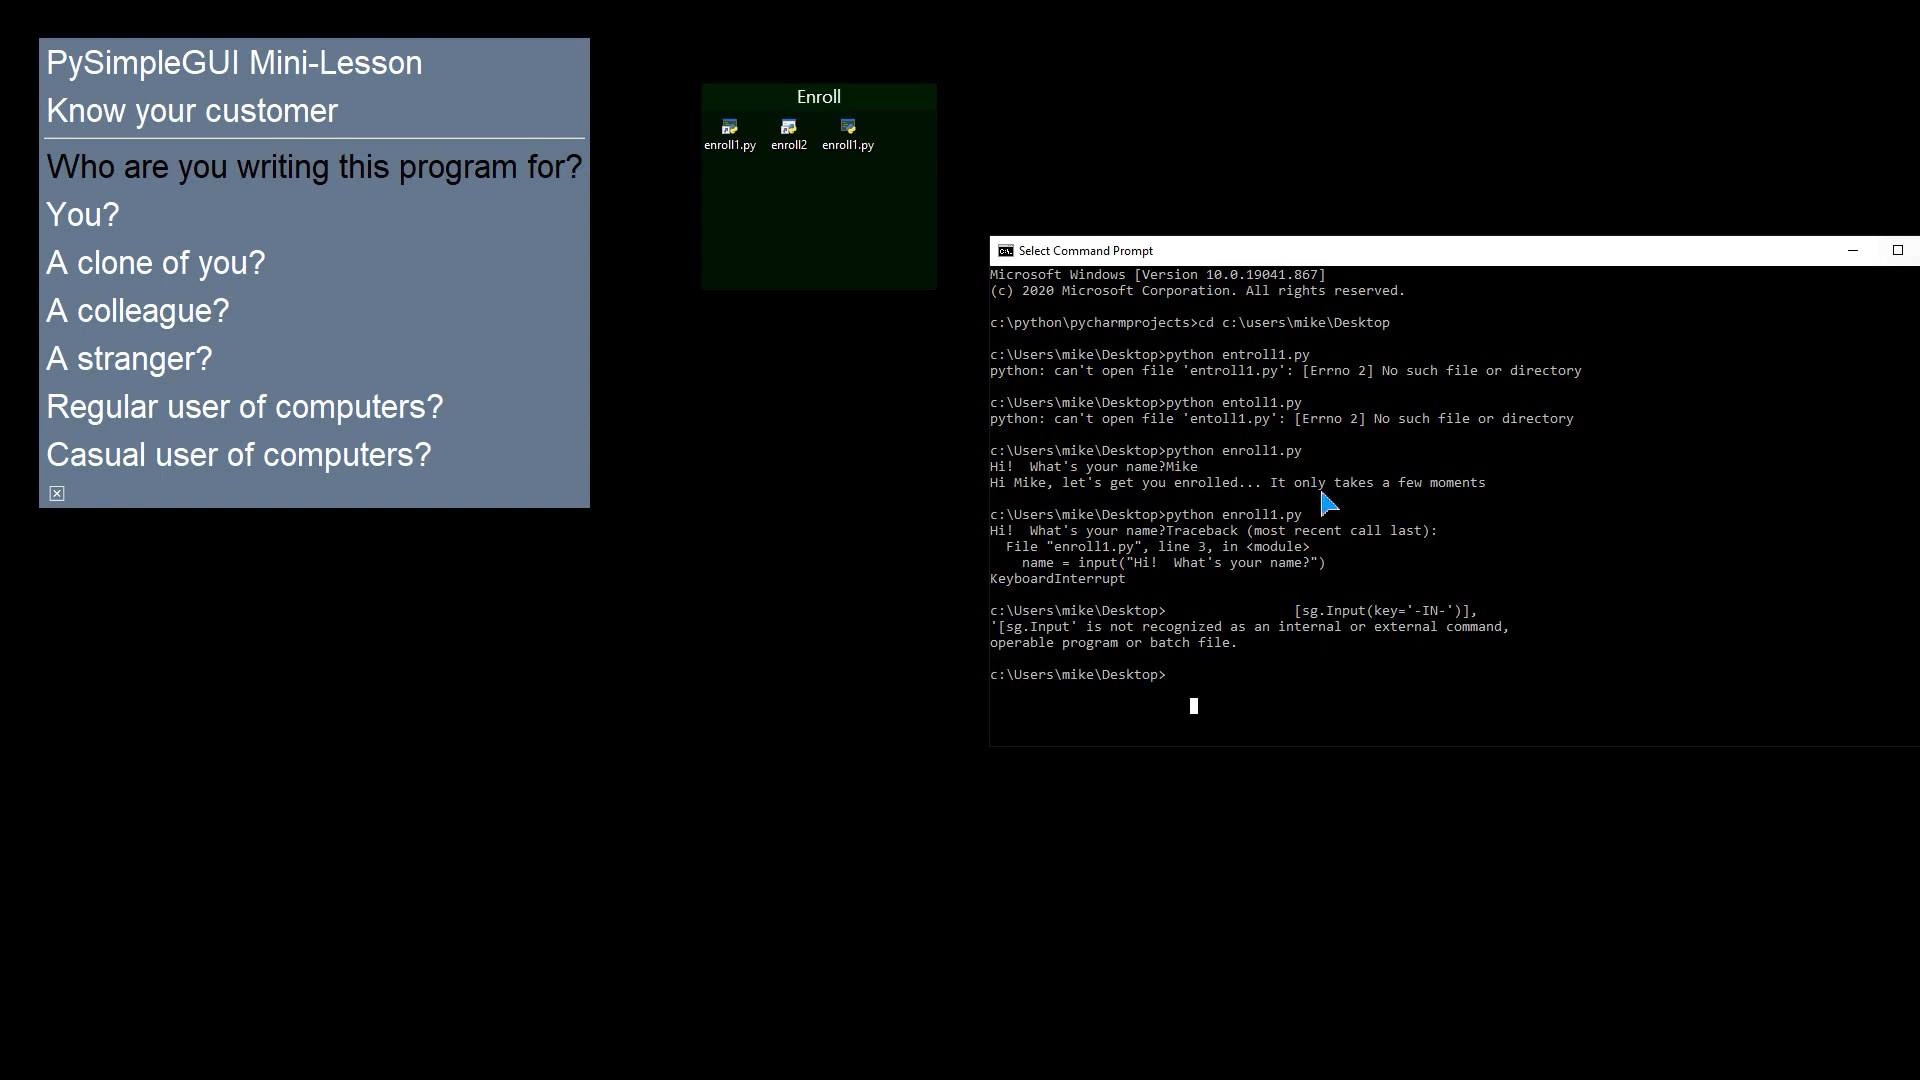 PySimpleGUI Mini-Lesson
Know your customer
Who are you writing this program for?
You?
A clone of you?
A colleague?
A stranger?
Regular user of computers?
Casual user of computers?
Enroll
enroll1.py enroll2 enroll1.py
Select Command Prompt
Microsoft Windows [Version 10.0.19041.867]
(c) 2020 Microsoft Corporation. All rights reserved.
c:\python\pycharmprojects>cd c:\users\mike\Desktop
c:\Users\mike\Desktop>python entroll1.py
python: can't open file 'entroll1.py': [Errno 2] No such file or directory
c:\Users\mike\Desktop>python entoll1.py
python: can't open file 'entoll1.py': [Errno 2] No such file or directory
c:\Users\mike\Desktop>python enroll1.py
Hi!  What's your name?Mike
Hi Mike, let's get you enrolled... It only takes a few moments
c:\Users\mike\Desktop>python enroll1.py
Hi!  What's your name?Traceback (most recent call last):
  File "enroll1.py", line 3, in <module>
    name = input("Hi!  What's your name?")
KeyboardInterrupt
c:\Users\mike\Desktop>                [sg.Input(key='-IN-')],
'[sg.Input' is not recognized as an internal or external command,
operable program or batch file.
c:\Users\mike\Desktop>